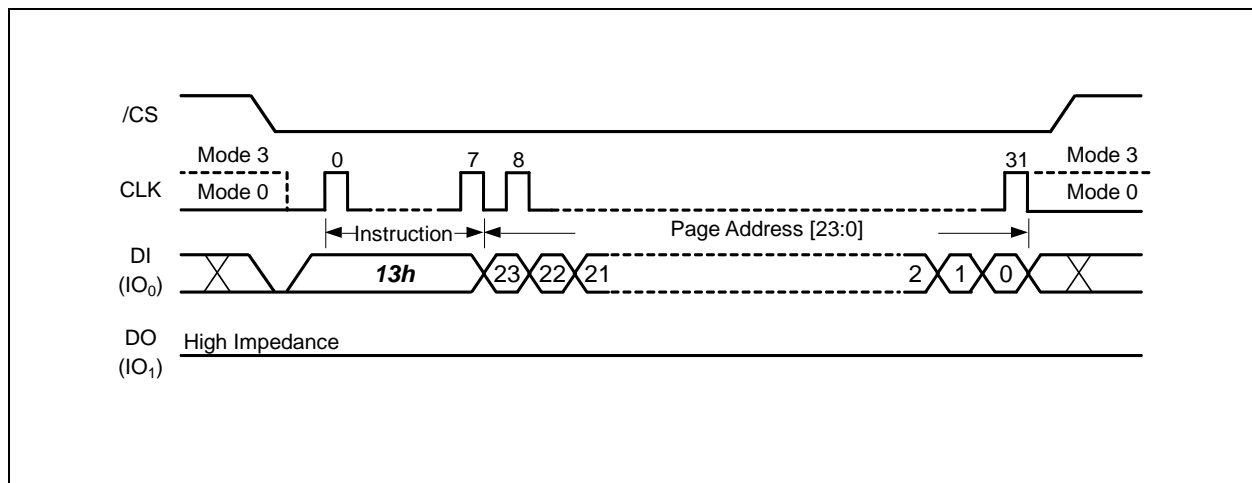 /CS
Mode 3 0 7 8 31 Mode 3
CLK Mode 0 Mode 0
Instruction Page Address [23:0]
DI
(IO₀) 13h 23 22 21 2 1 0
DO High Impedance
(IO₁)